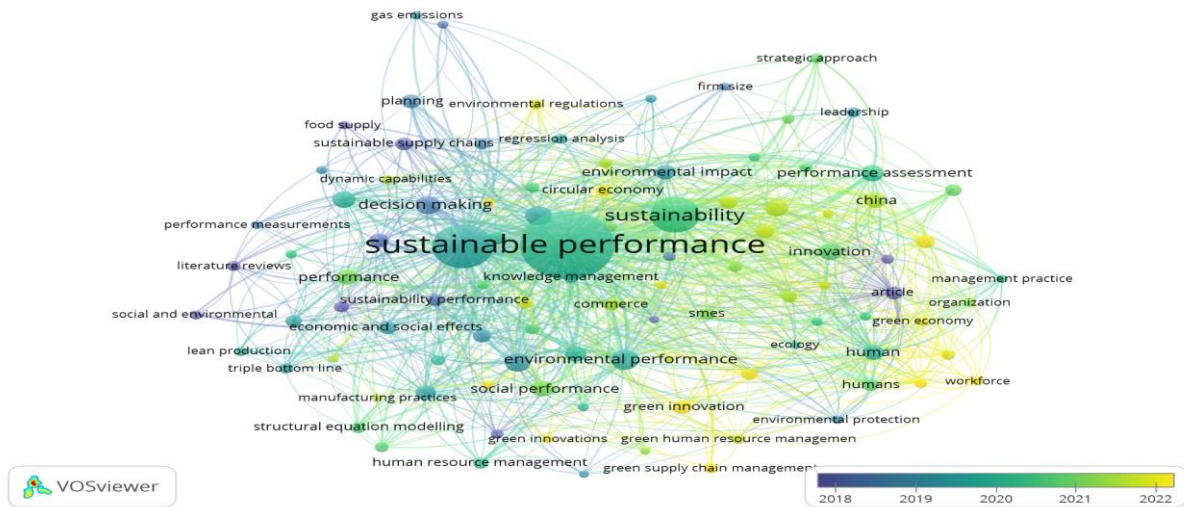 gas emissions
strategic approach
firm size
planning
environmental regulations
leadership
food supply
sustainable supply chains
regression analysis
environmental impact
performance assessment
dynamic capabilities
circular economy
china
decision making
sustainability
performance measurements
sustainable performance
innovation
literature reviews
performance
knowledge management
management practice
article
sustainability performance
commerce
organization
social and environmental
smes
green economy
economic and social effects
ecology
lean production
human
triple bottom line
environmental performance
workforce
social performance
humans
manufacturing practices
green innovation
environmental protection
structural equation modelling
green innovations
green human resource managemen
human resource management
green supply chain management
VOSviewer
2018 2019 2020 2021 2022